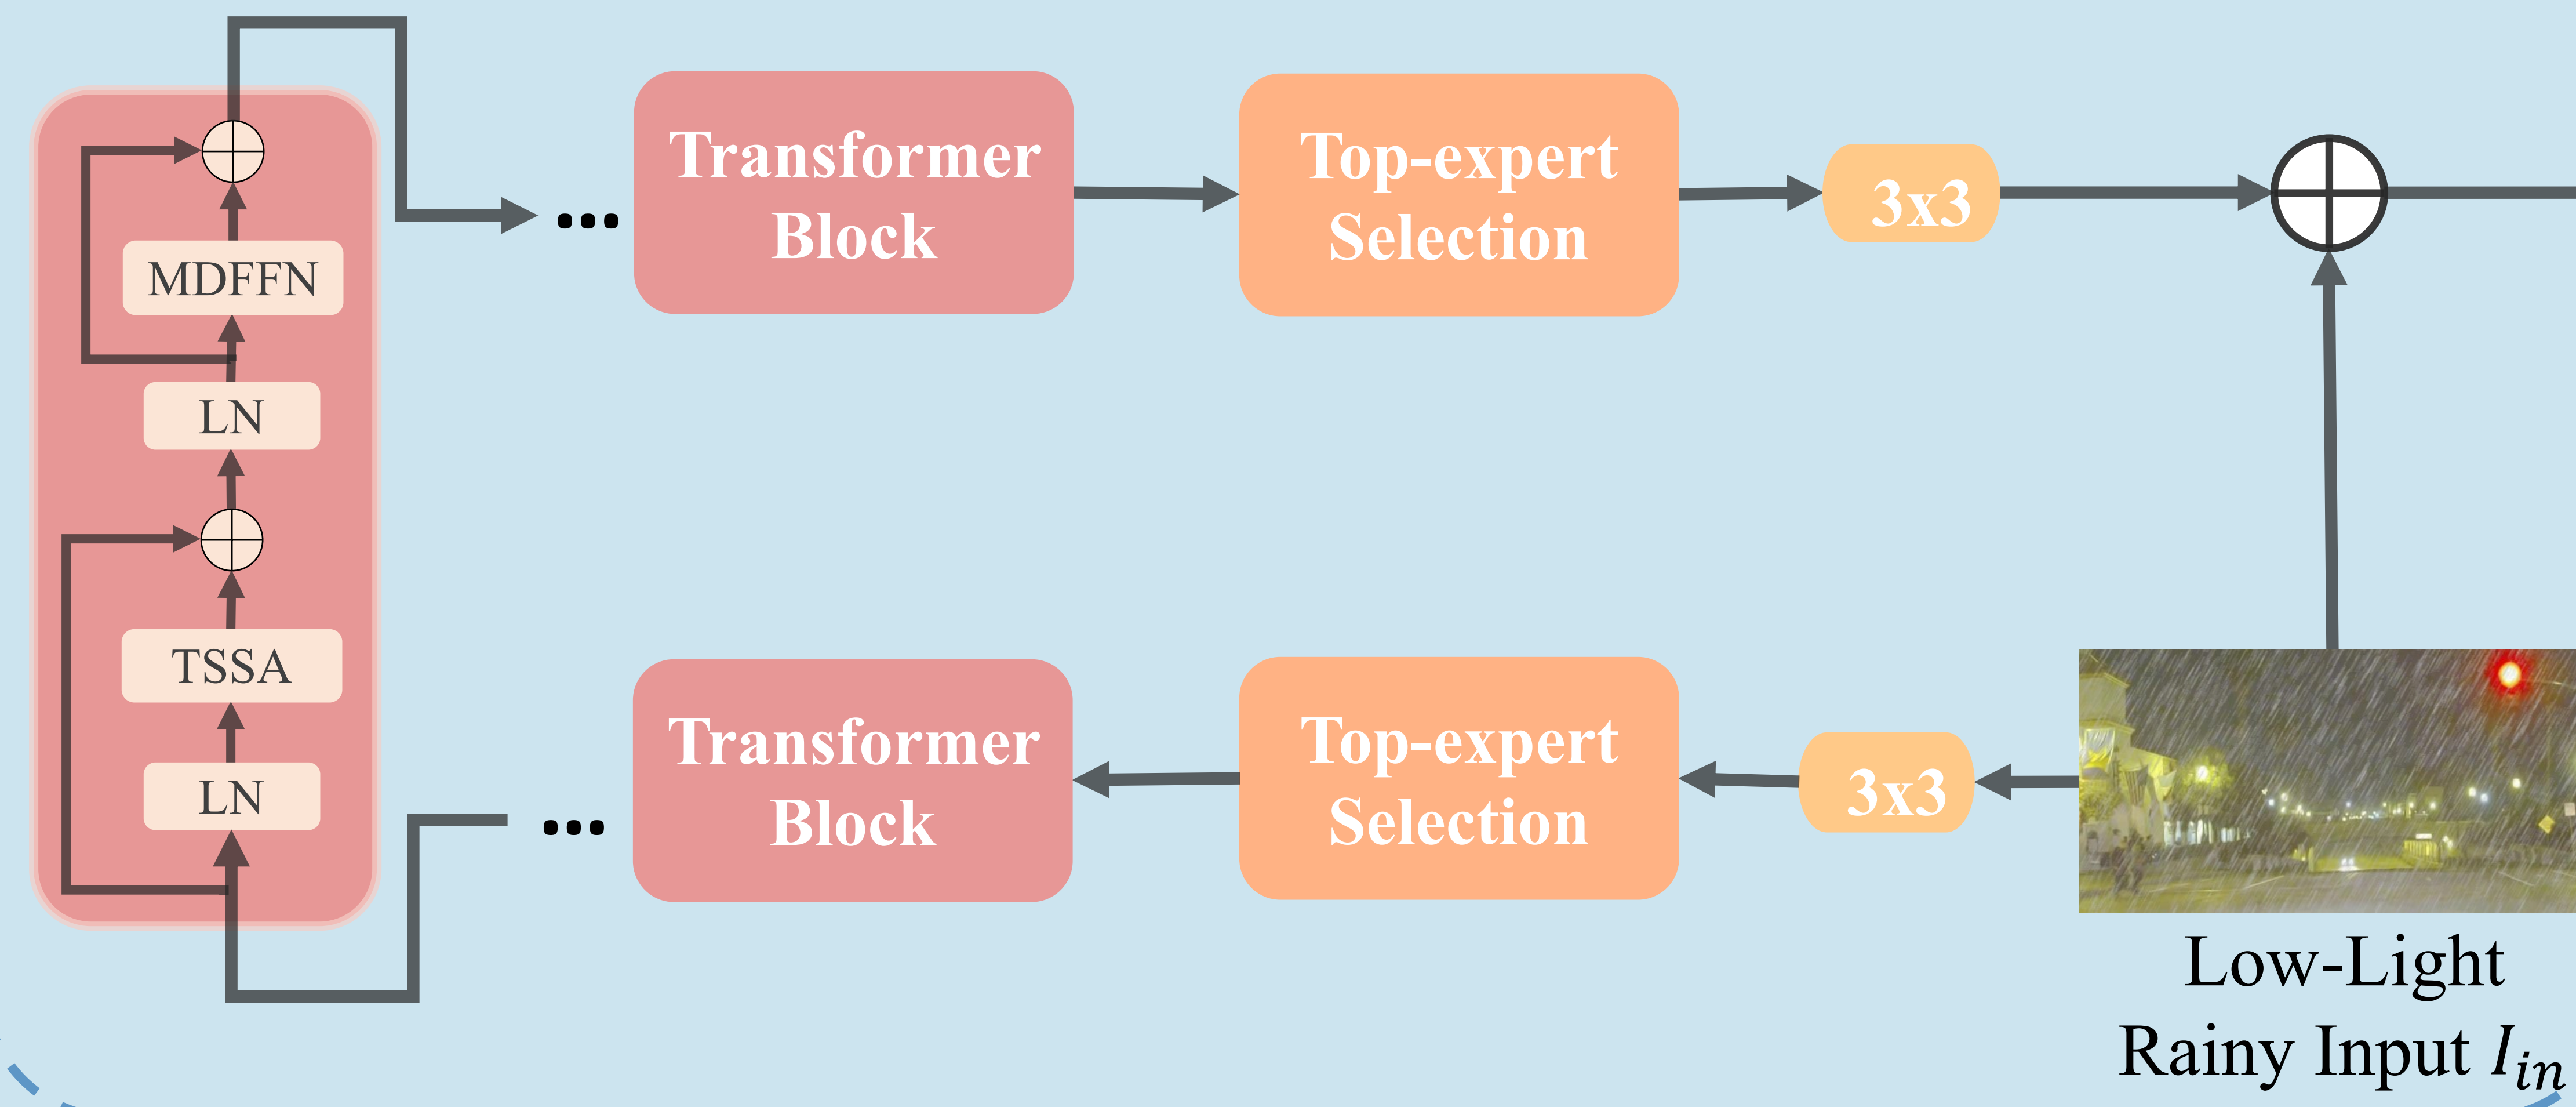 MDFFN
LN
TSSA
LN
...
Transformer
Block
Top-expert
Selection
3x3
...
Transformer
Block
Top-expert
Selection
3x3
Low-Light
Rainy Input I_in